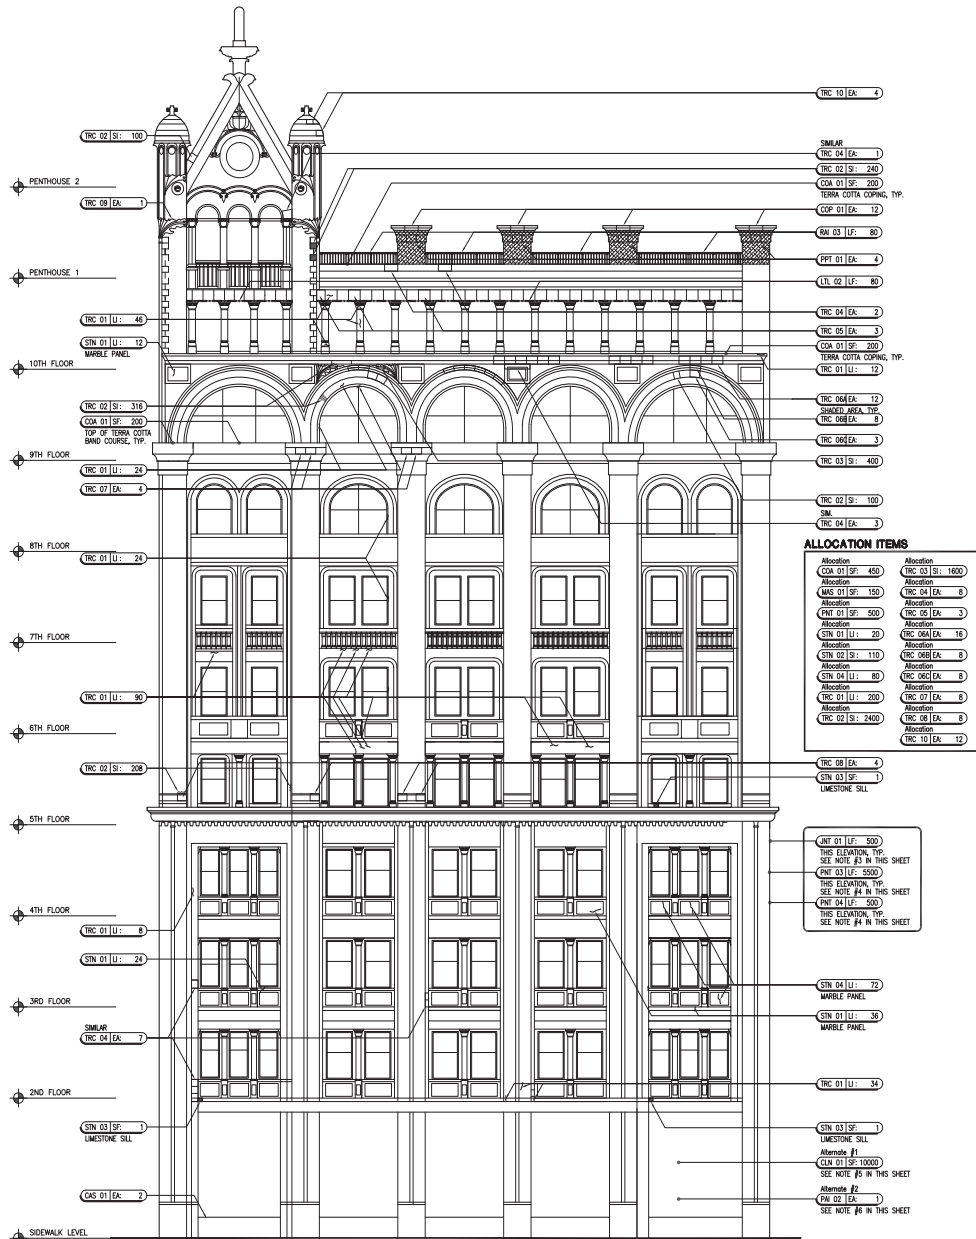 TRC 10 EA: 4
TRC 02 SI: 100
SIMILAR
TRC 04 EA: 1
TRC 02 SI: 240
PENTHOUSE 2
COA 01 SF: 200
TERRA COTTA COPING, TYP.
TRC 09 EA: 1
COP 01 EA: 12
RAI 03 LF: 80
PPT 01 EA: 4
PENTHOUSE 1
LTL 02 LF: 80
TRC 04 EA: 2
TRC 01 LI: 46
TRC 05 EA: 3
STN 01 LI: 12
MARBLE PANEL
COA 01 SF: 200
TERRA COTTA COPING, TYP.
10TH FLOOR
TRC 01 LI: 12
TRC 06A EA: 12
SHADED AREA, TYP.
TRC 02 SI: 316
TRC 06B EA: 8
COA 01 SF: 200
TOP OF TERRA COTTA
BAND COURSE, TYP.
TRC 06C EA: 3
9TH FLOOR
TRC 03 SI: 400
TRC 01 LI: 24
TRC 07 EA: 4
TRC 02 SI: 100
SIM.
TRC 04 EA: 3
8TH FLOOR
TRC 01 LI: 24
ALLOCATION ITEMS
Allocation
COA 01 SF: 450
Allocation
MAS 01 SF: 150
Allocation
PNT 01 SF: 500
Allocation
STN 01 LI: 20
Allocation
STN 02 SI: 110
Allocation
STN 04 LI: 80
Allocation
TRC 01 LI: 200
Allocation
TRC 02 SI: 2400
Allocation
TRC 03 SI: 1600
Allocation
TRC 04 EA: 8
Allocation
TRC 05 EA: 3
Allocation
TRC 06A EA: 16
Allocation
TRC 06B EA: 8
Allocation
TRC 06C EA: 8
Allocation
TRC 07 EA: 8
Allocation
TRC 08 EA: 8
Allocation
TRC 10 EA: 12
7TH FLOOR
TRC 01 LI: 90
6TH FLOOR
TRC 02 SI: 208
TRC 08 EA: 4
STN 03 SF: 1
LIMESTONE SILL
5TH FLOOR
JNT 01 LF: 500
THIS ELEVATION, TYP.
SEE NOTE #3 IN THIS SHEET
PNT 03 LF: 5500
THIS ELEVATION, TYP.
SEE NOTE #4 IN THIS SHEET
PNT 04 LF: 500
THIS ELEVATION, TYP.
SEE NOTE #4 IN THIS SHEET
4TH FLOOR
TRC 01 LI: 8
STN 01 LI: 24
STN 04 LI: 72
MARBLE PANEL
3RD FLOOR
STN 01 LI: 36
MARBLE PANEL
SIMILAR
TRC 04 EA: 7
TRC 01 LI: 34
2ND FLOOR
STN 03 SF: 1
LIMESTONE SILL
STN 03 SF: 1
LIMESTONE SILL
Alternate #1
CLN 01 SF: 10000
SEE NOTE #5 IN THIS SHEET
Alternate #2
PAI 02 EA: 1
SEE NOTE #6 IN THIS SHEET
CAS 01 EA: 2
SIDEWALK LEVEL